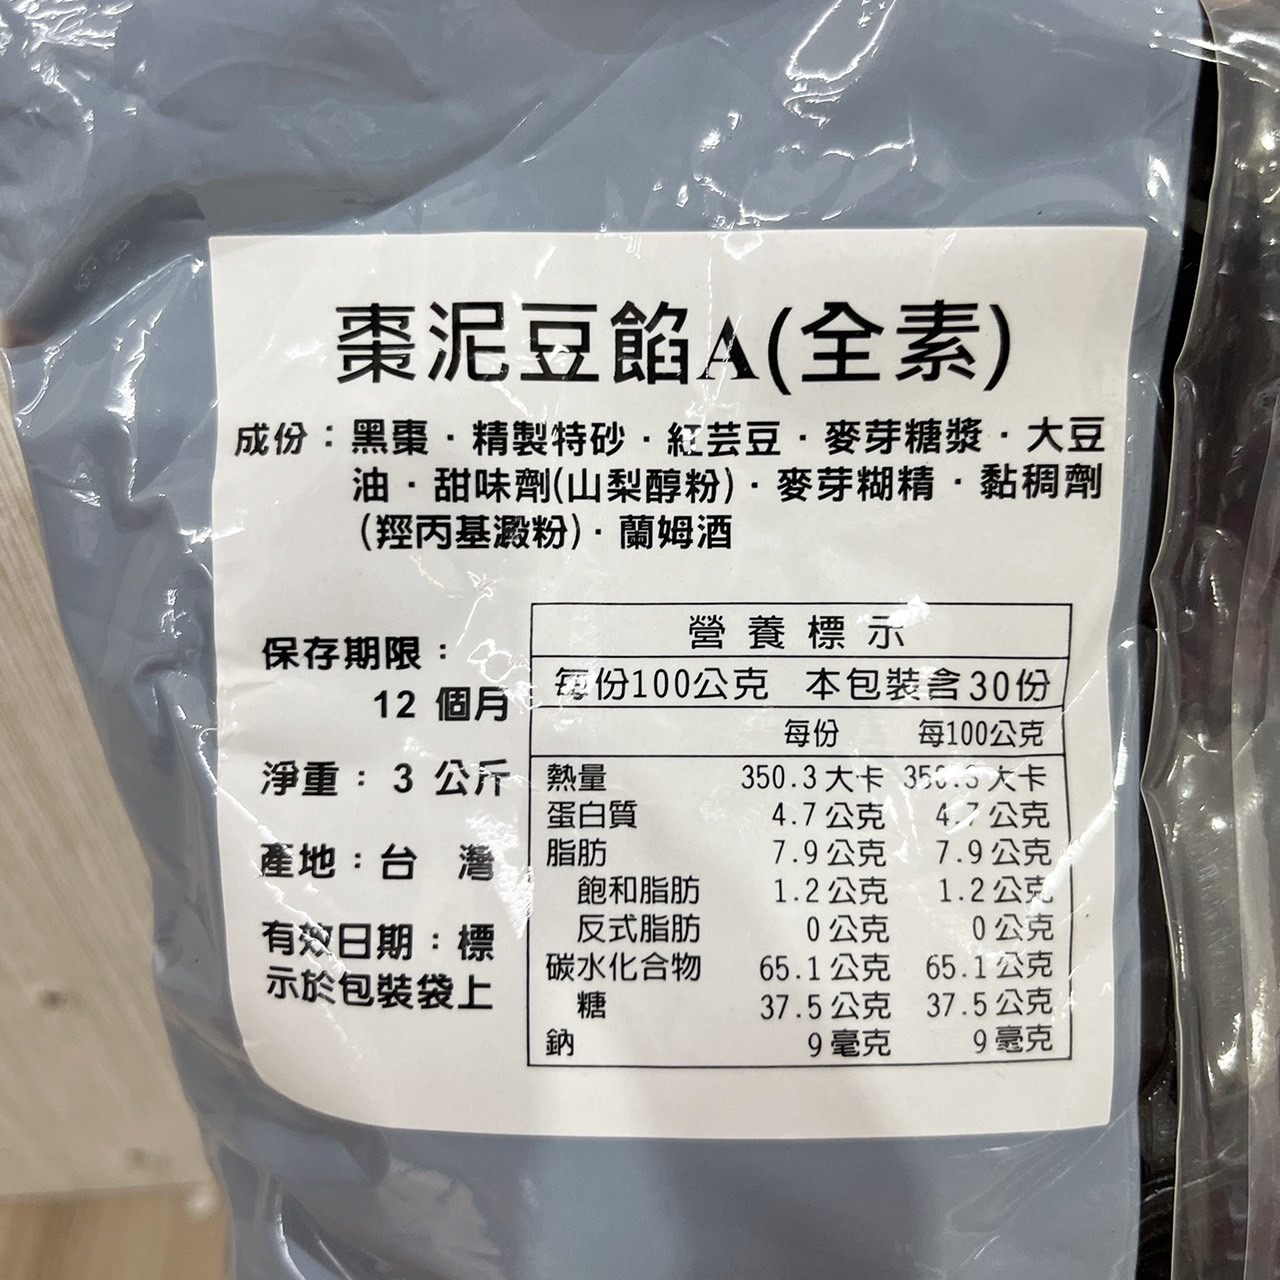 棗泥豆餡A(全素)
成份：黑棗・精製特砂・紅芸豆・麥芽糖漿・大豆
油・甜味劑(山梨醇粉)・麥芽糊精・黏稠劑
(羥丙基澱粉)・蘭姆酒
保存期限：
12 個月
淨重：3 公斤
產地：台 灣
有效日期：標
示於包裝袋上
營養標示
每份100公克 本包裝含30份
每份 每100公克
熱量 350.3大卡 350.3大卡
蛋白質 4.7公克 4.7公克
脂肪 7.9公克 7.9公克
飽和脂肪 1.2公克 1.2公克
反式脂肪 0公克 0公克
碳水化合物 65.1公克 65.1公克
糖 37.5公克 37.5公克
鈉 9毫克 9毫克